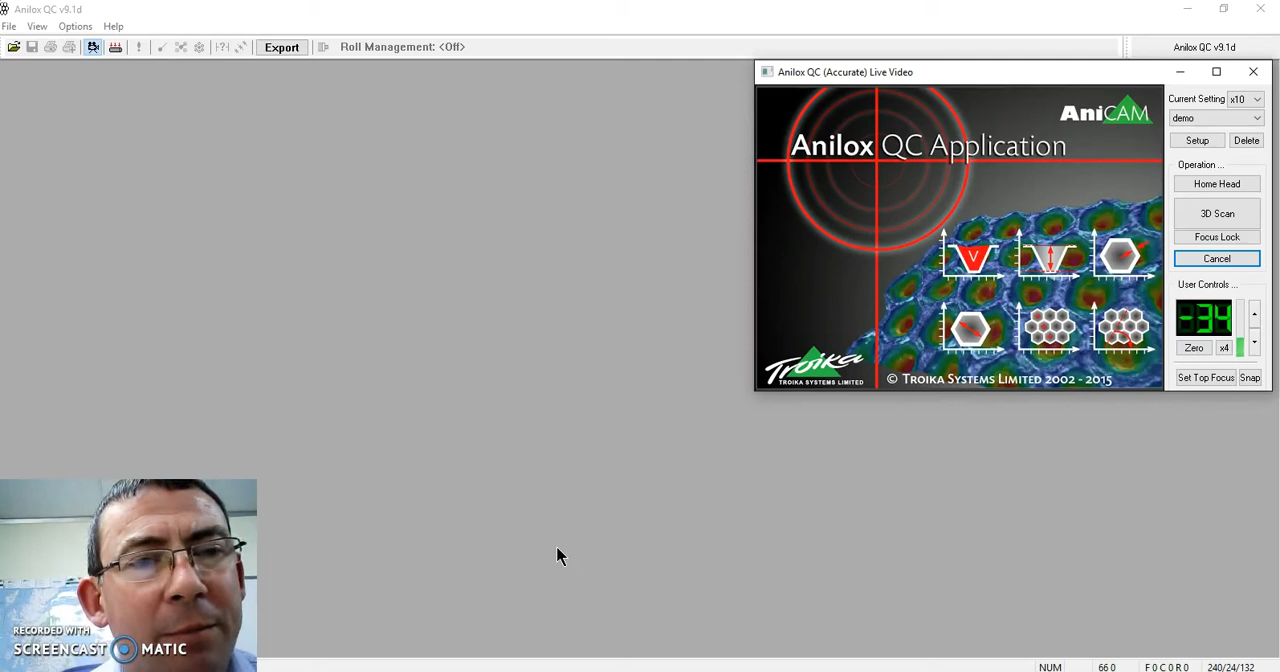 Anilox QC v9.1d
File View Options Help
Export Roll Management: <Off> Anilox QC v9.1d
Anilox QC (Accurate) Live Video
AniCAM
Anilox QC Application
V
Troika
TROIKA SYSTEMS LIMITED
© TROIKA SYSTEMS LIMITED 2002 - 2015
Current Setting x10
demo
Setup Delete
Operation ...
Home Head
3D Scan
Focus Lock
Cancel
User Controls ...
-34
Zero x4
Set Top Focus Snap
RECORDED WITH
SCREENCAST MATIC
NUM 66 0 F 0 C 0 R 0 240/24/132